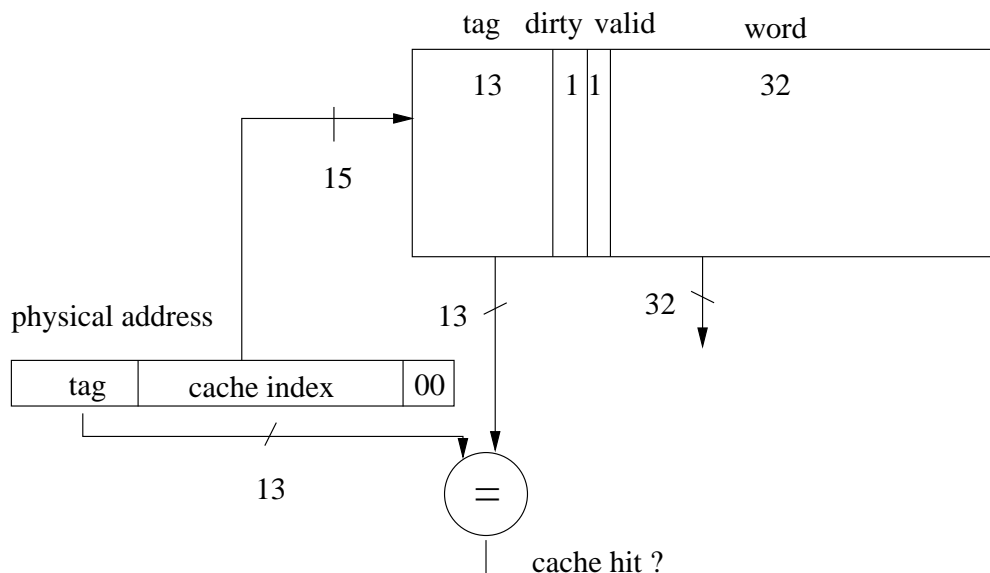 tag dirty valid word
13 1 1 32
15
13 32
physical address
tag cache index 00
13
=
cache hit ?